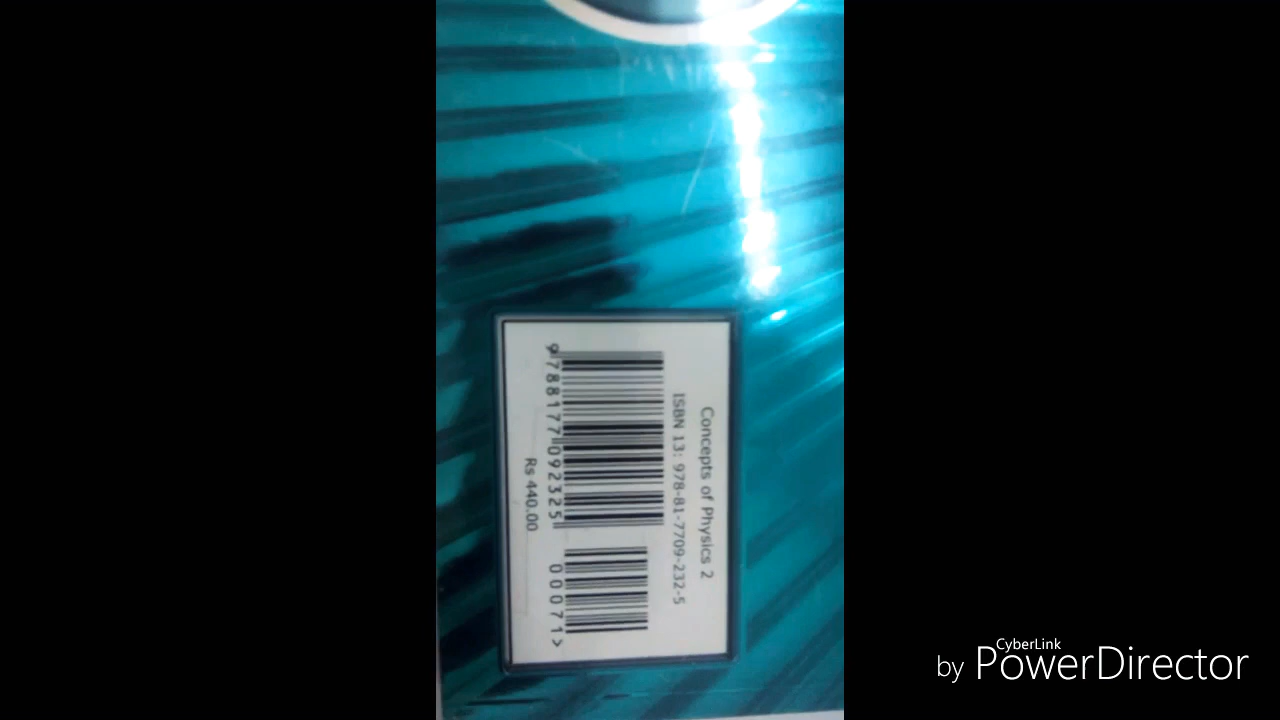 Concepts of Physics 2
ISBN 13: 978-81-7709-232-5
9788177092325
00071>
Rs 440.00
CyberLink
by PowerDirector